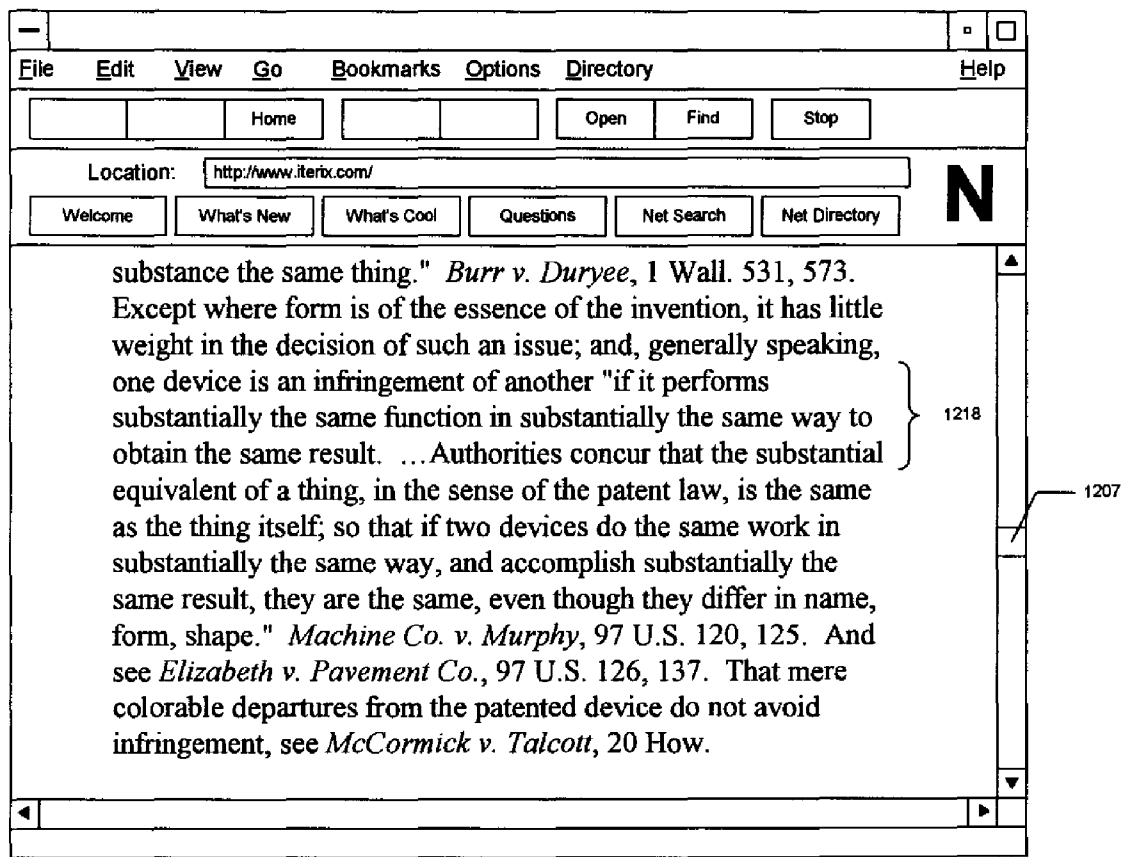 File Edit View Go Bookmarks Options Directory Help
Home Open Find Stop
Location: http://www.iterix.com/
N
Welcome What's New What's Cool Questions Net Search Net Directory
substance the same thing." Burr v. Duryee, 1 Wall. 531, 573.
Except where form is of the essence of the invention, it has little
weight in the decision of such an issue; and, generally speaking,
one device is an infringement of another "if it performs
substantially the same function in substantially the same way to
1218
obtain the same result. ...Authorities concur that the substantial
equivalent of a thing, in the sense of the patent law, is the same
1207
as the thing itself; so that if two devices do the same work in
substantially the same way, and accomplish substantially the
same result, they are the same, even though they differ in name,
form, shape." Machine Co. v. Murphy, 97 U.S. 120, 125. And
see Elizabeth v. Pavement Co., 97 U.S. 126, 137. That mere
colorable departures from the patented device do not avoid
infringement, see McCormick v. Talcott, 20 How.